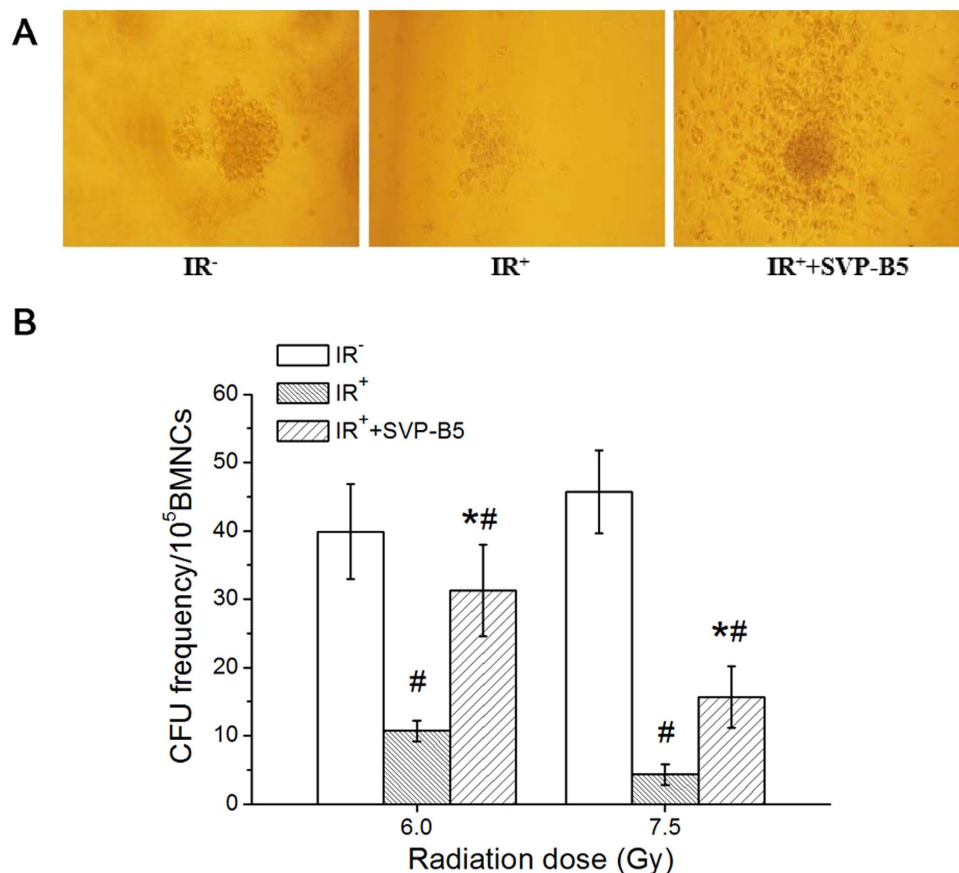 A
IR⁻
IR⁺
IR⁺+SVP-B5
B
IR⁻
IR⁺
IR⁺+SVP-B5
CFU frequency/10⁵BMNCs
60
50
40
30
20
10
0
#
*#
#
*#
6.0
7.5
Radiation dose (Gy)